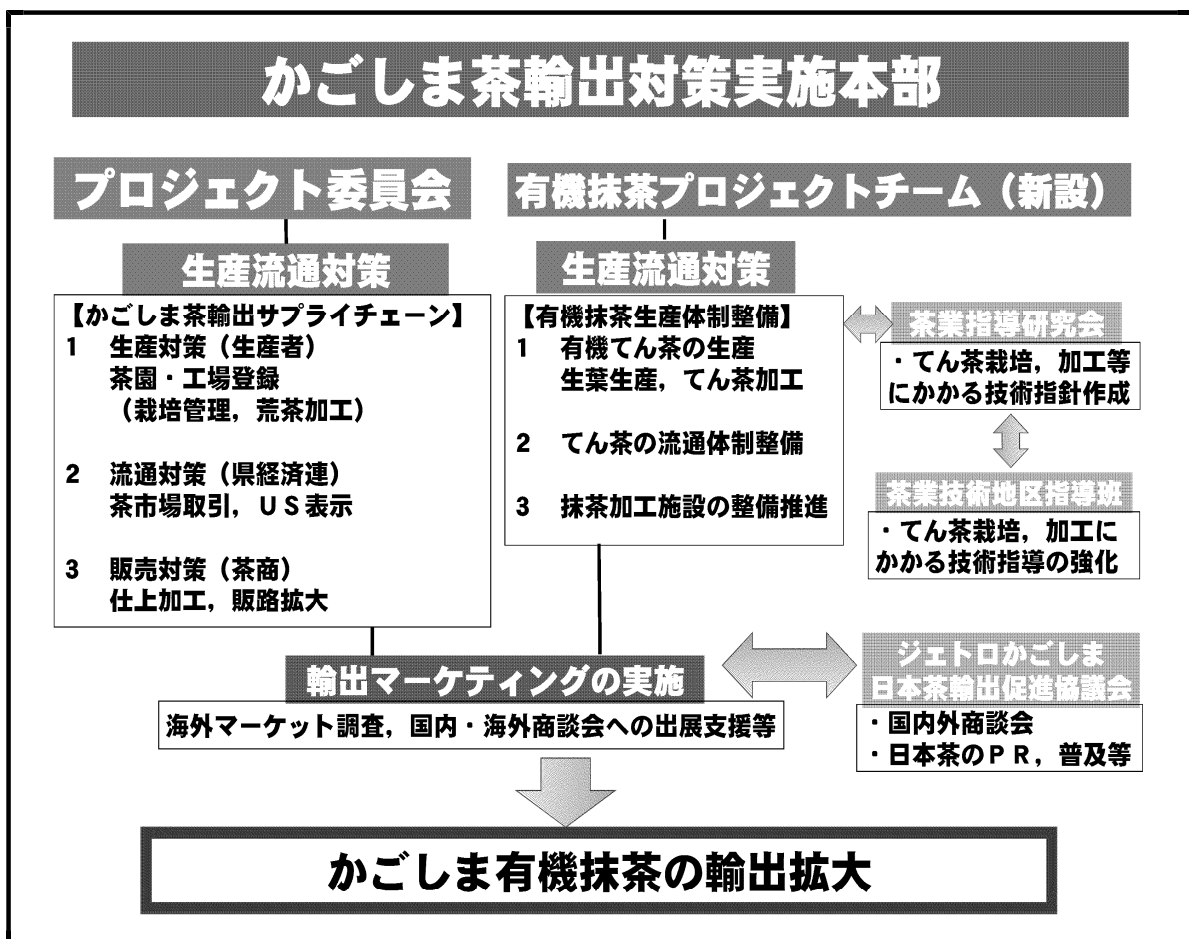 かごしま茶輸出対策実施本部
プロジェクト委員会
生産流通対策
【かごしま茶輸出サプライチェーン】
1 生産対策(生産者)
茶園・工場登録
(栽培管理,荒茶加工)
2 流通対策(県経済連)
茶市場取引,US表示
3 販売対策(茶商)
仕上加工,販路拡大
有機抹茶プロジェクトチーム(新設)
生産流通対策
【有機抹茶生産体制整備】
1 有機てん茶の生産
生葉生産,てん茶加工
2 てん茶の流通体制整備
3 抹茶加工施設の整備推進
茶業指導研究会
・てん茶栽培,加工等
にかかる技術指針作成
茶業技術地区指導班
・てん茶栽培,加工に
かかる技術指導の強化
輸出マーケティングの実施
海外マーケット調査,国内・海外商談会への出展支援等
ジェトロかごしま
日本茶輸出促進協議会
・国内外商談会
・日本茶のPR,普及等
かごしま有機抹茶の輸出拡大